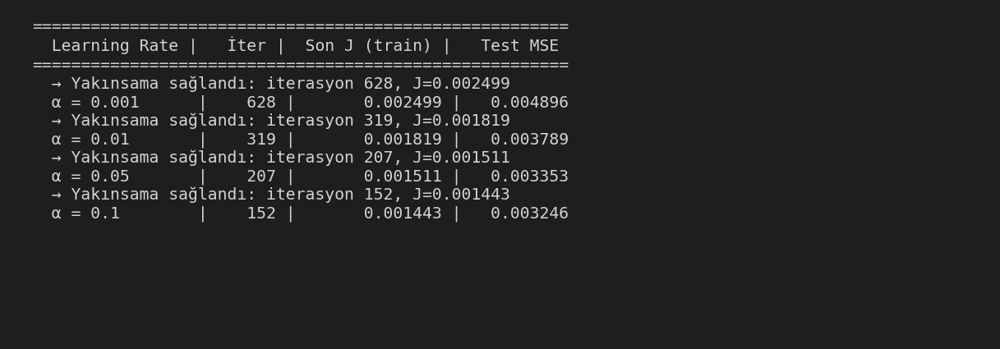 =======================================================
  Learning Rate |   İter |  Son J (train) |   Test MSE
=======================================================
  → Yakınsama sağlandı: iterasyon 628, J=0.002499
  α = 0.001      |    628 |       0.002499 |   0.004896
  → Yakınsama sağlandı: iterasyon 319, J=0.001819
  α = 0.01       |    319 |       0.001819 |   0.003789
  → Yakınsama sağlandı: iterasyon 207, J=0.001511
  α = 0.05       |    207 |       0.001511 |   0.003353
  → Yakınsama sağlandı: iterasyon 152, J=0.001443
  α = 0.1        |    152 |       0.001443 |   0.003246